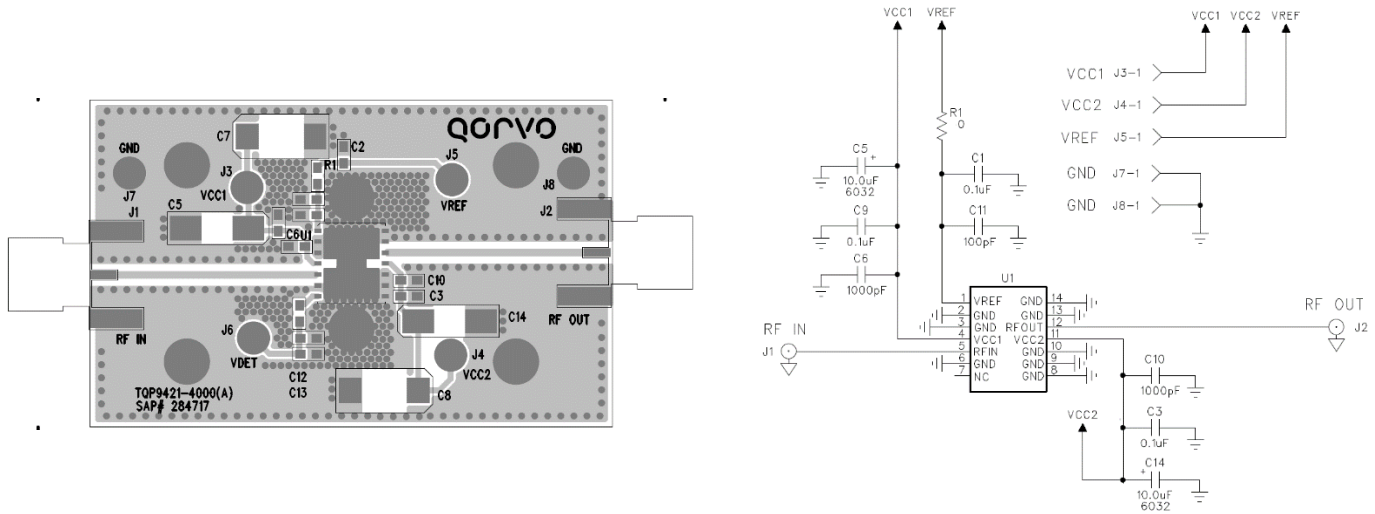 QORVO
C7
C2
GND
R1
J5
GND
J3
J7
VCC1
VREF
J8
C5
J1
J2
C6
U1
C10
C3
C14
J6
RF OUT
RF IN
VDET
J4
VCC2
C12
TQP9421-4000(A)
C13
C8
SAP# 284717
VCC1 VREF
VCC1 VCC2 VREF
VCC1 J3-1
VCC2 J4-1
VREF J5-1
GND J7-1
GND J8-1
R1
0
C5
+
10.0uF
6032
C1
0.1uF
C9
0.1uF
C11
100pF
C6
1000pF
U1
1 VREF GND 14
2 GND GND 13
3 GND RFOUT 12
4 VCC1 VCC2 11
5 RFIN GND 10
6 GND GND 9
7 NC GND 8
RF IN
J1
RF OUT
J2
C10
1000pF
VCC2
C3
0.1uF
C14
+
10.0uF
6032